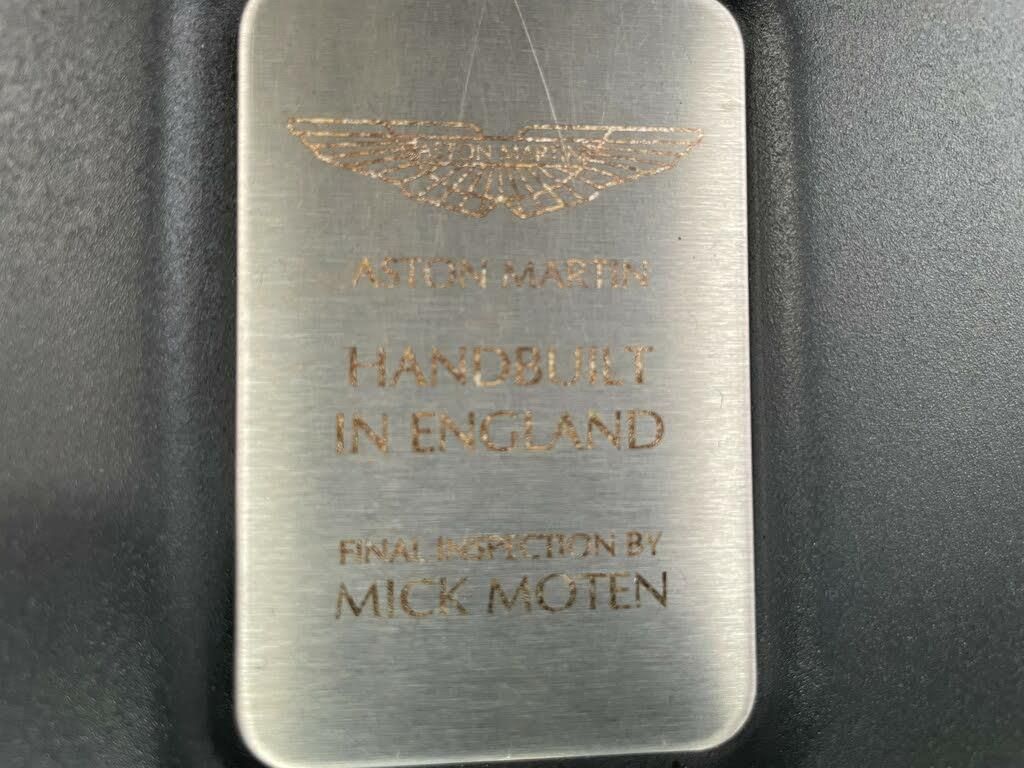 ASTON MARTIN
ASTON MARTIN
HANDBUILT
IN ENGLAND
FINAL INSPECTION BY
MICK MOTEN